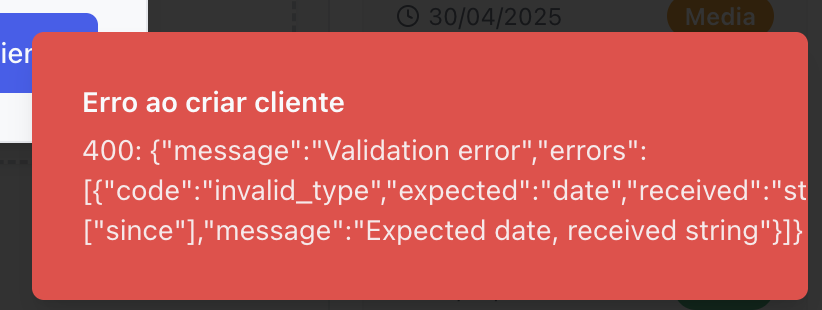 30/04/2025
Media
ier
Erro ao criar cliente
400: {"message":"Validation error","errors":
[{"code":"invalid_type","expected":"date","received":"st
["since"],"message":"Expected date, received string"}]}